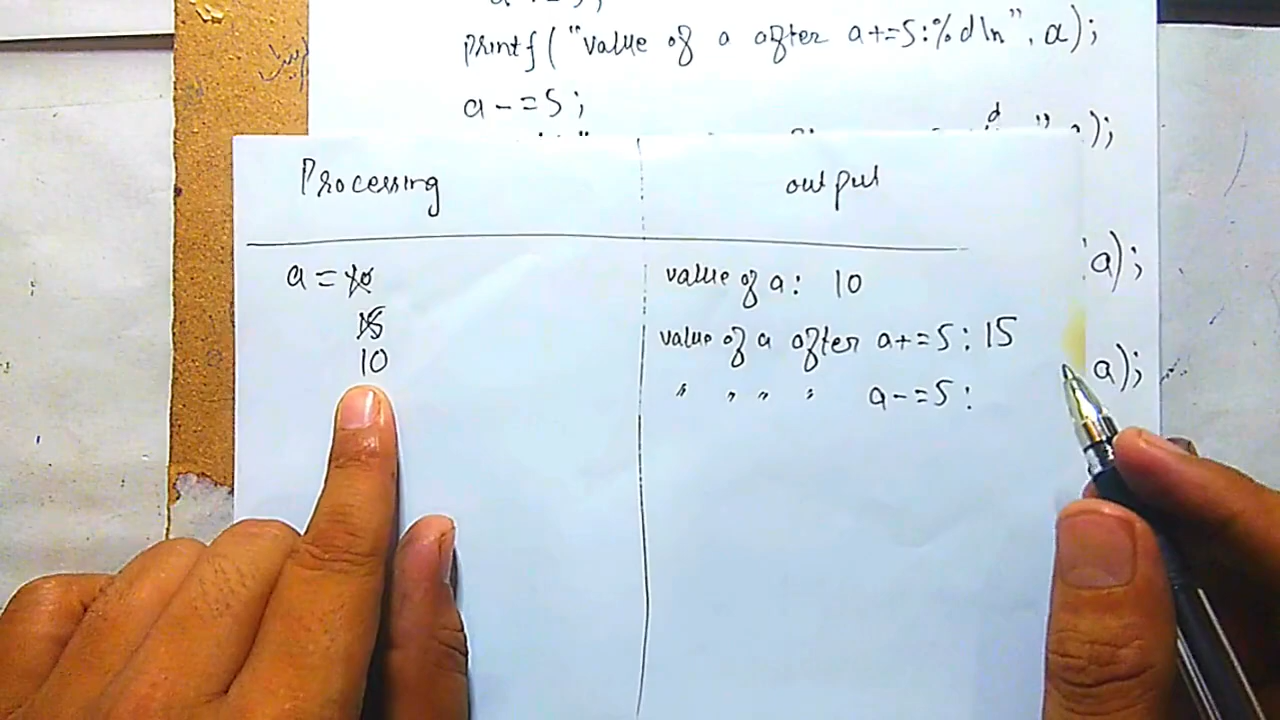 printf("value of a after a+=5:%d\n", a);
a-=5;
");
Processing
output
a);
a=10
15
10
value of a: 10
value of a after a+=5: 15
" " " " a-=5:
a);